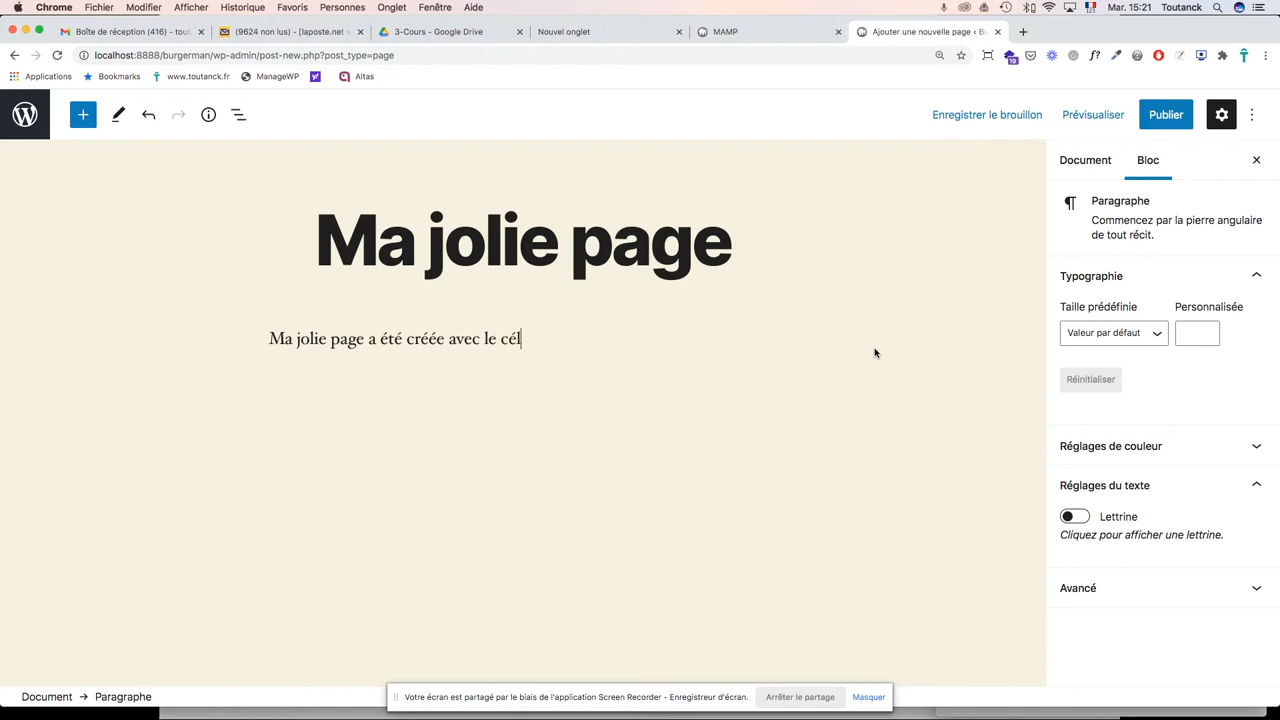 Chrome Fichier Modifier Afficher Historique Favoris Personnes Onglet Fenêtre Aide Mar. 15:21 Toutanck
Boîte de réception (416) - tout (9624 non lus) - [laposte.net 3-Cours - Google Drive Nouvel onglet MAMP Ajouter une nouvelle page ‹ B
localhost:8888/burgerman/wp-admin/post-new.php?post_type=page
19
Applications Bookmarks www.toutanck.fr ManageWP Altas
Enregistrer le brouillon Prévisualiser Publier
Document Bloc
Ma jolie page
Paragraphe
Commencez par la pierre angulaire
de tout récit.
Typographie
Taille prédéfinie Personnalisée
Valeur par défaut
Ma jolie page a été créée avec le cél
Réinitialiser
Réglages de couleur
Réglages du texte
Lettrine
Cliquez pour afficher une lettrine.
Avancé
Document → Paragraphe
Votre écran est partagé par le biais de l'application Screen Recorder - Enregistreur d'écran. Arrêter le partage Masquer